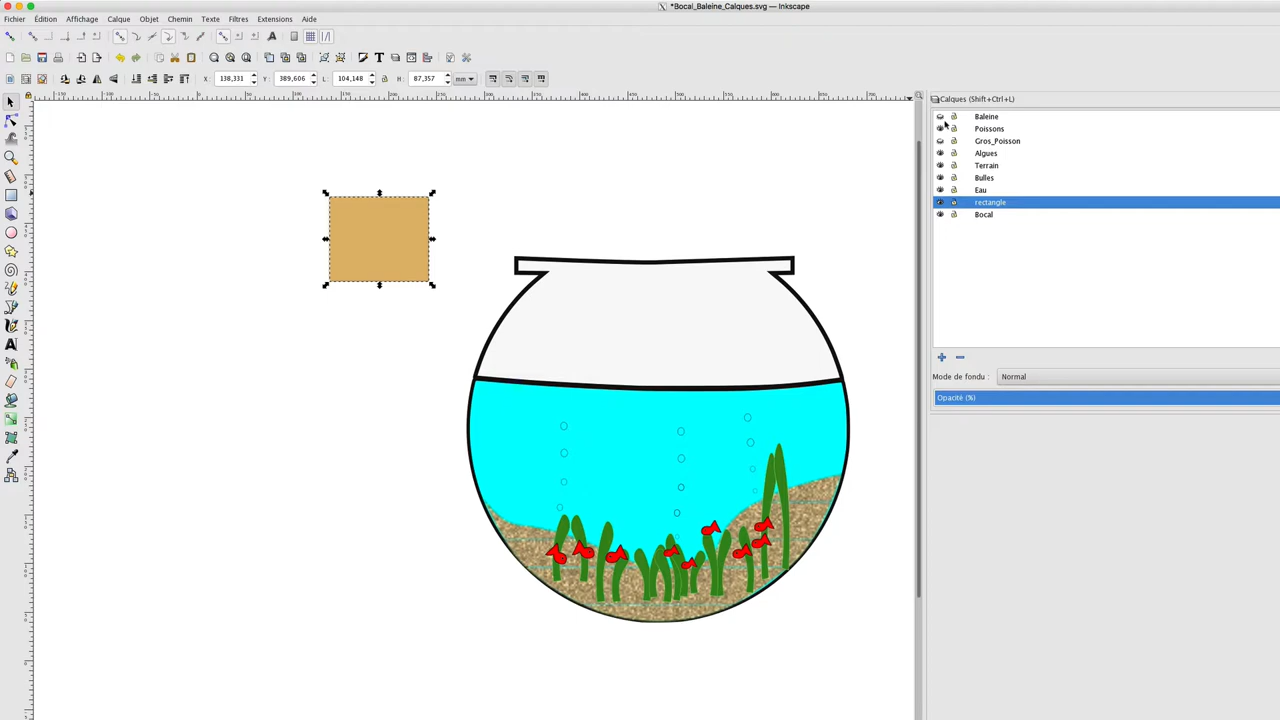 *Bocal_Baleine_Calques.svg — Inkscape
Fichier Édition Affichage Calque Objet Chemin Texte Filtres Extensions Aide
X: 138,331 Y: 389,606 L: 104,148 H: 87,357 mm
Calques (Shift+Ctrl+L)
Baleine
Poissons
Gros_Poisson
Algues
Terrain
Bulles
Eau
rectangle
Bocal
Mode de fondu : Normal
Opacité (%)